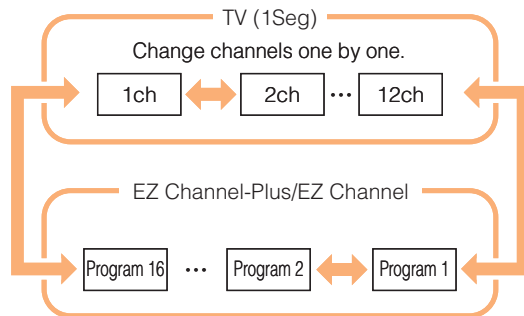 TV (1Seg)
Change channels one by one.
1ch 2ch ··· 12ch
EZ Channel-Plus/EZ Channel
Program 16 ··· Program 2 Program 1